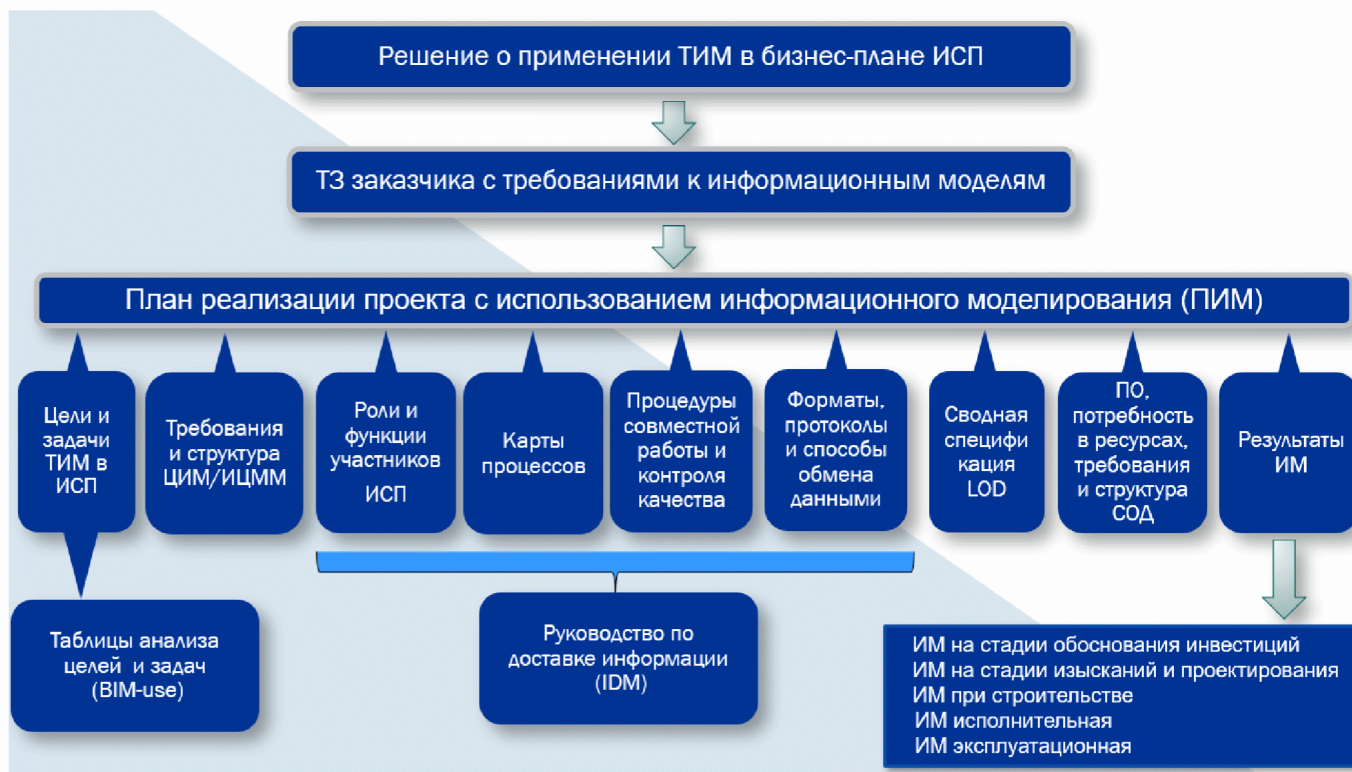 Решение о применении ТИМ в бизнес-плане ИСП
ТЗ заказчика с требованиями к информационным моделям
План реализации проекта с использованием информационного моделирования (ПИМ)
Цели и
задачи
ТИМ в
ИСП
Требования
и структура
ЦИМ/ИЦММ
Роли и
функции
участников
ИСП
Карты
процессов
Процедуры
совместной
работы и
контроля
качества
Форматы,
протоколы
и способы
обмена
данными
Сводная
специфи
кация
LOD
ПО,
потребность
в ресурсах,
требования
и структура
СОД
Результаты
ИМ
Таблицы анализа
целей и задач
(BIM-use)
Руководство по
доставке информации
(IDM)
ИМ на стадии обоснования инвестиций
ИМ на стадии изысканий и проектирования
ИМ при строительстве
ИМ исполнительная
ИМ эксплуатационная